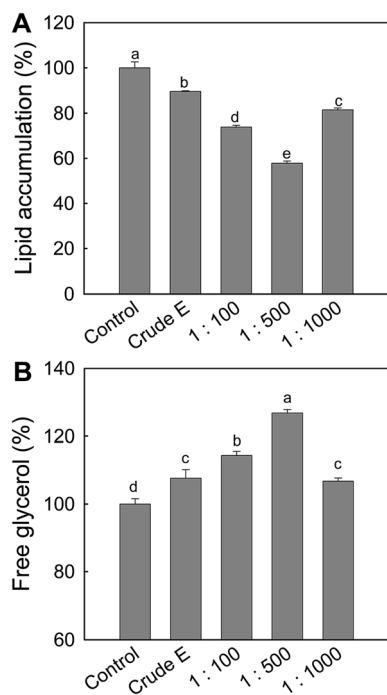 A
Lipid accumulation (%)
120
100
80
60
40
20
0
a
b
d
e
c
Control
Crude E
1 : 100
1 : 500
1 : 1000
B
Free glycerol (%)
140
120
100
80
60
d
c
b
a
c
Control
Crude E
1 : 100
1 : 500
1 : 1000